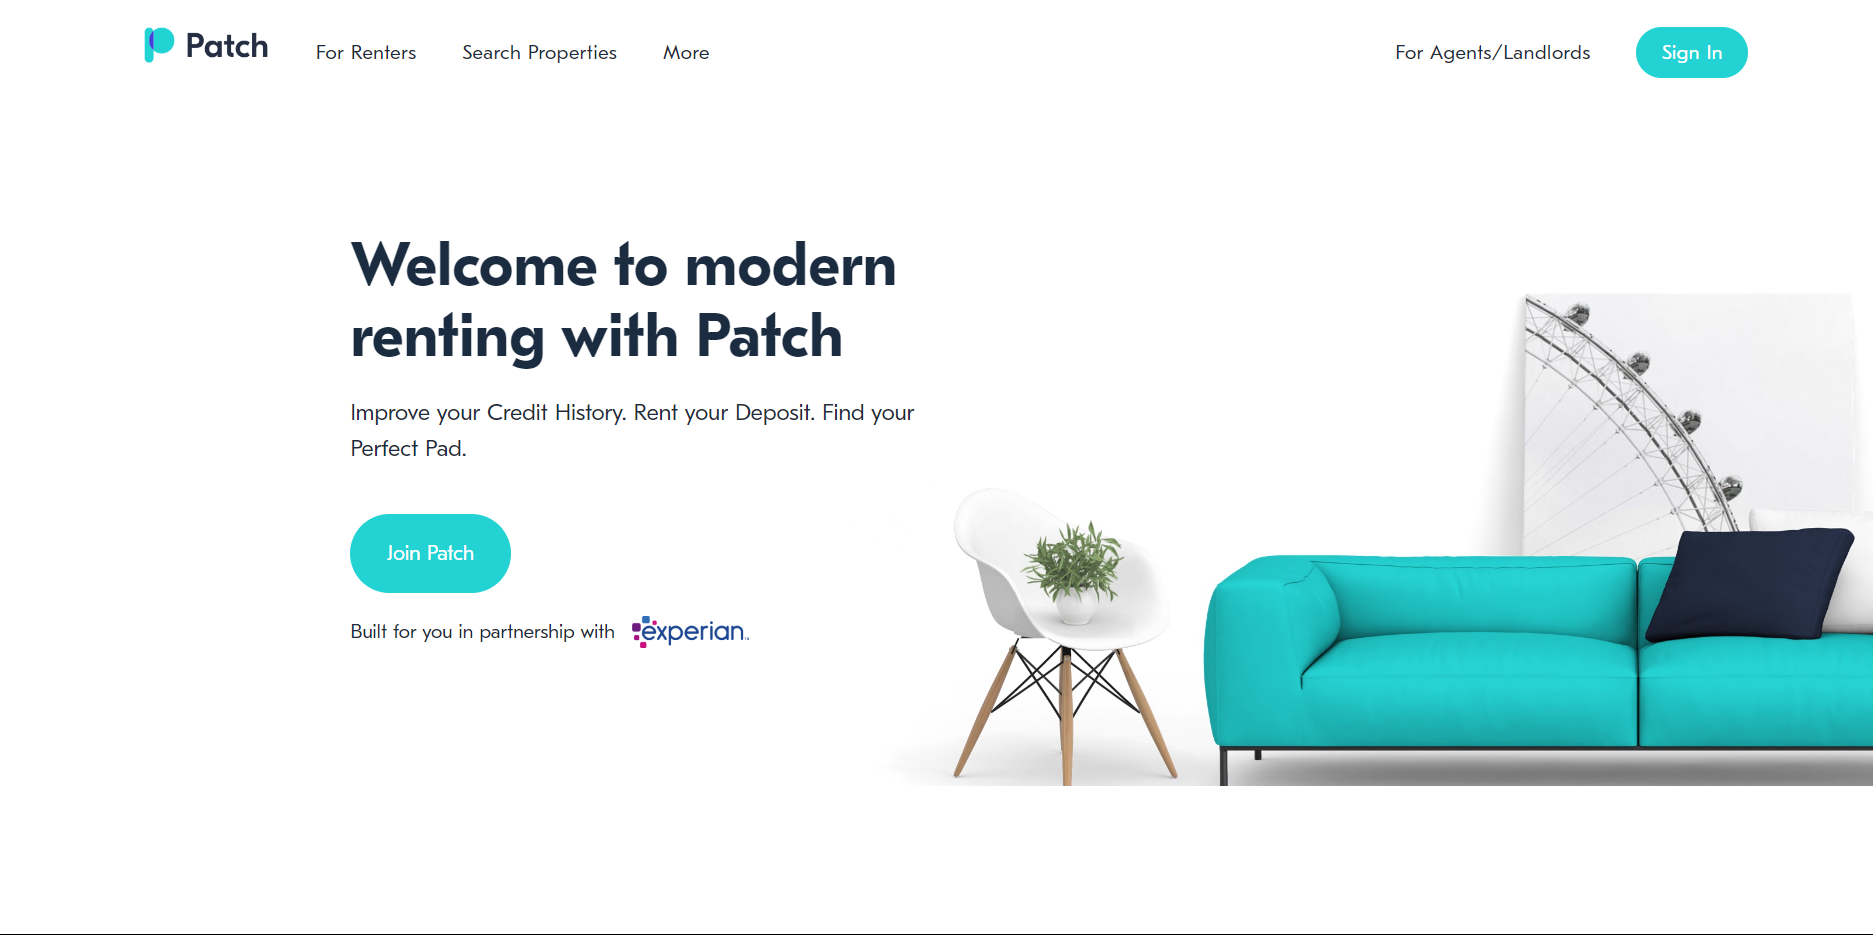 Patch
For Renters
Search Properties
More
For Agents/Landlords
Sign In
Welcome to modern
renting with Patch
Improve your Credit History. Rent your Deposit. Find your
Perfect Pad.
Join Patch
Built for you in partnership with experian™